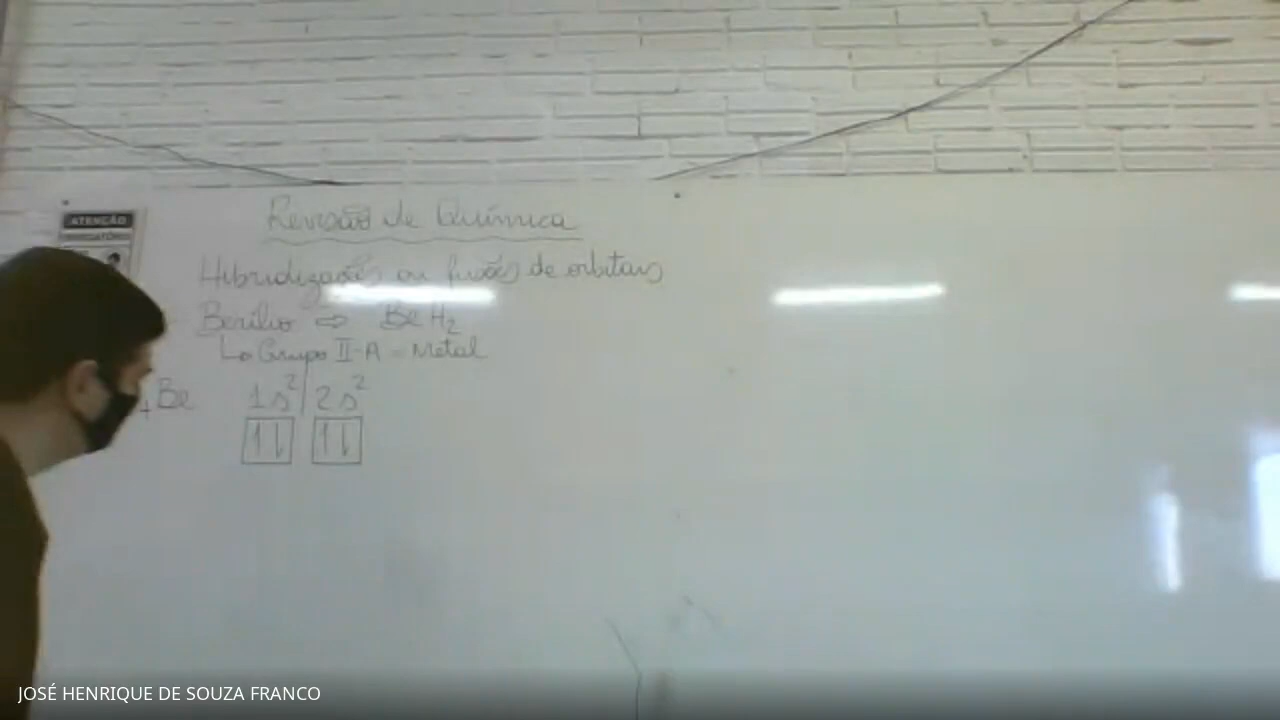 ATENÇÃO
Revisão de Química
Hibridizações ou fusões de orbitais
Berílio ⇒ BeH₂
↳ Grupo II-A = Metal
₄Be 1s² | 2s²
↿⇂ ↿⇂
JOSÉ HENRIQUE DE SOUZA FRANCO